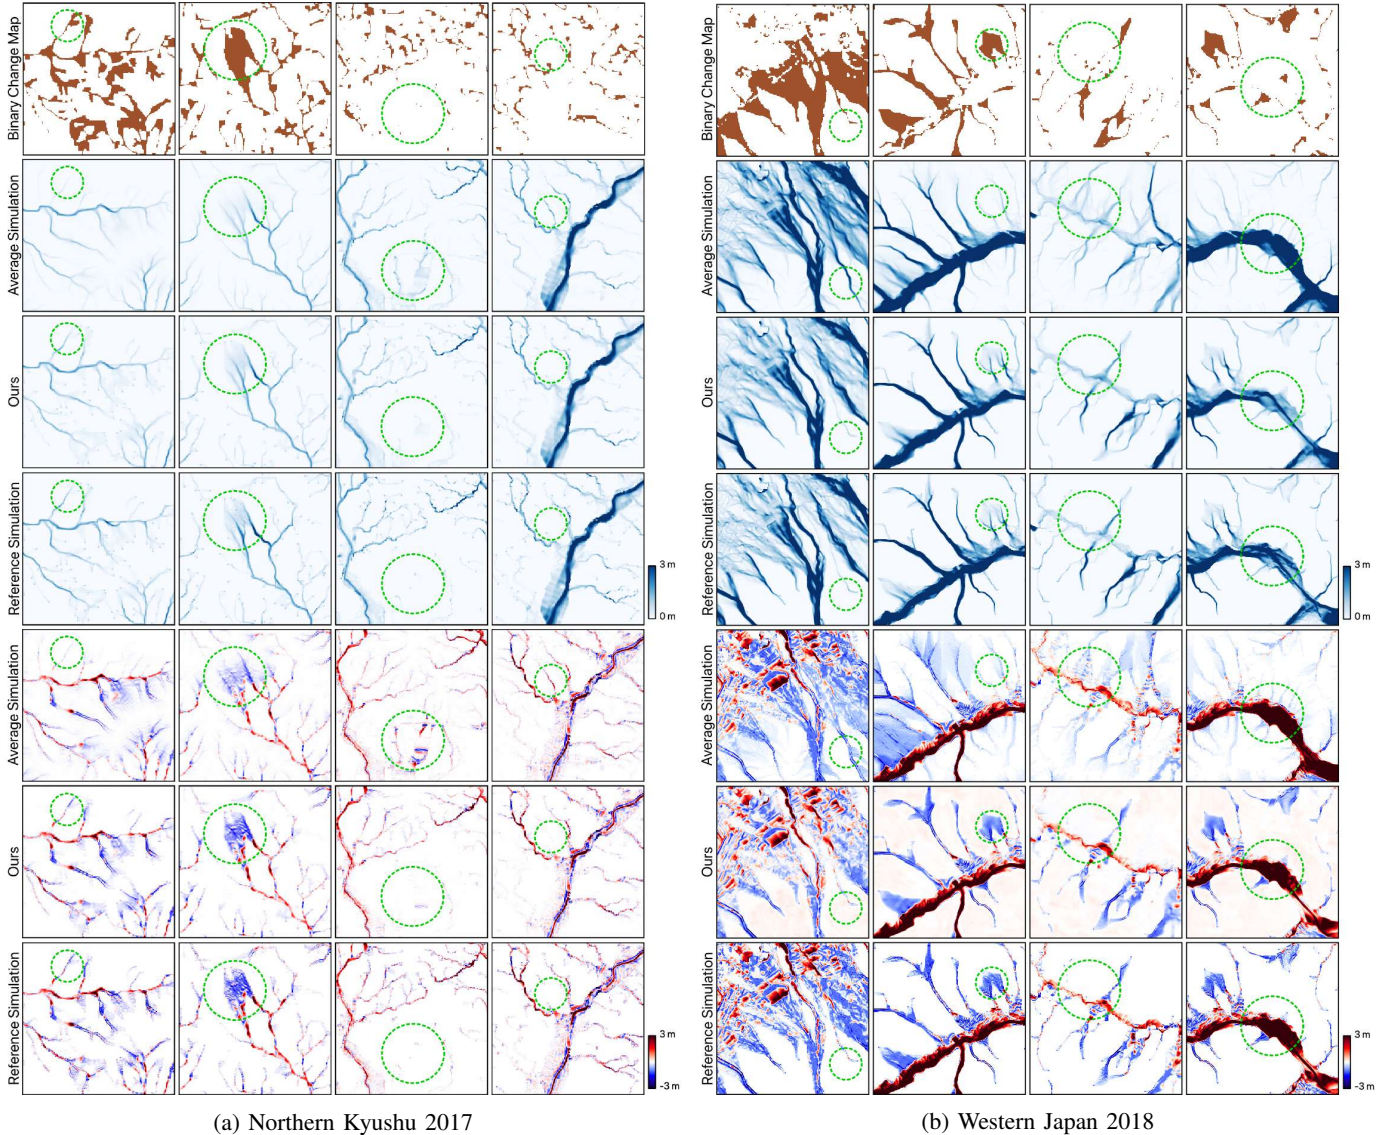 Binary Change Map
Average Simulation
Ours
Reference Simulation
3 m
0 m
Average Simulation
Ours
Reference Simulation
3 m
-3 m
(a) Northern Kyushu 2017
Binary Change Map
Average Simulation
Ours
Reference Simulation
3 m
0 m
Average Simulation
Ours
Reference Simulation
3 m
-3 m
(b) Western Japan 2018